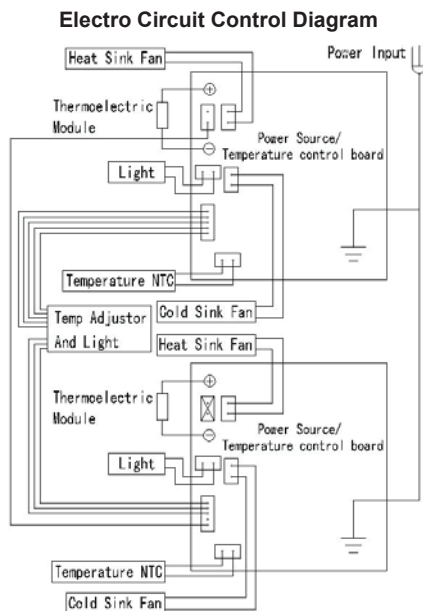 Electro Circuit Control Diagram
Heat Sink Fan
Power Input
Thermoelectric
Module
Power Source/
Temperature control board
Light
Temperature NTC
Cold Sink Fan
Temp Adjustor
And Light
Heat Sink Fan
Thermoelectric
Module
Power Source/
Temperature control board
Light
Temperature NTC
Cold Sink Fan